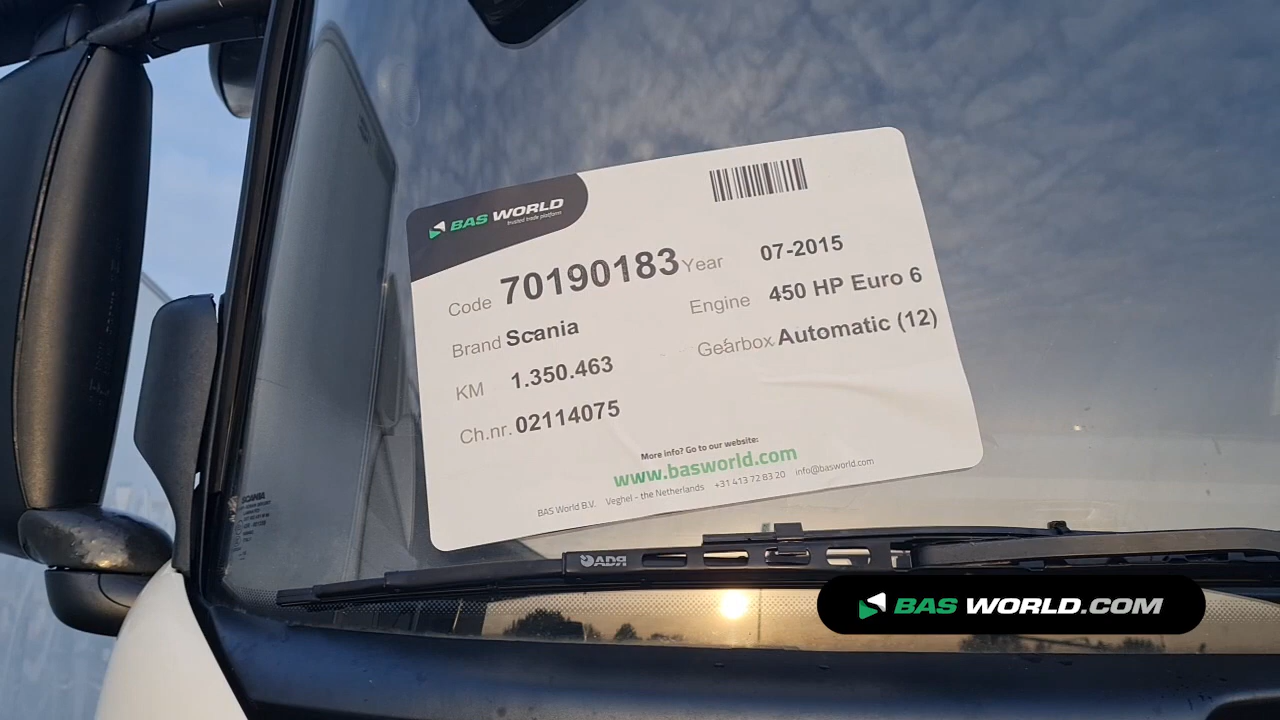 BAS WORLD
trusted trade platform
Code 70190183
Brand Scania
KM 1.350.463
Ch.nr. 02114075
Year 07-2015
Engine 450 HP Euro 6
Gearbox Automatic (12)
More info? Go to our website:
www.basworld.com
BAS World B.V. Veghel - the Netherlands +31 413 72 83 20 info@basworld.com
SCANIA
BAS WORLD.COM